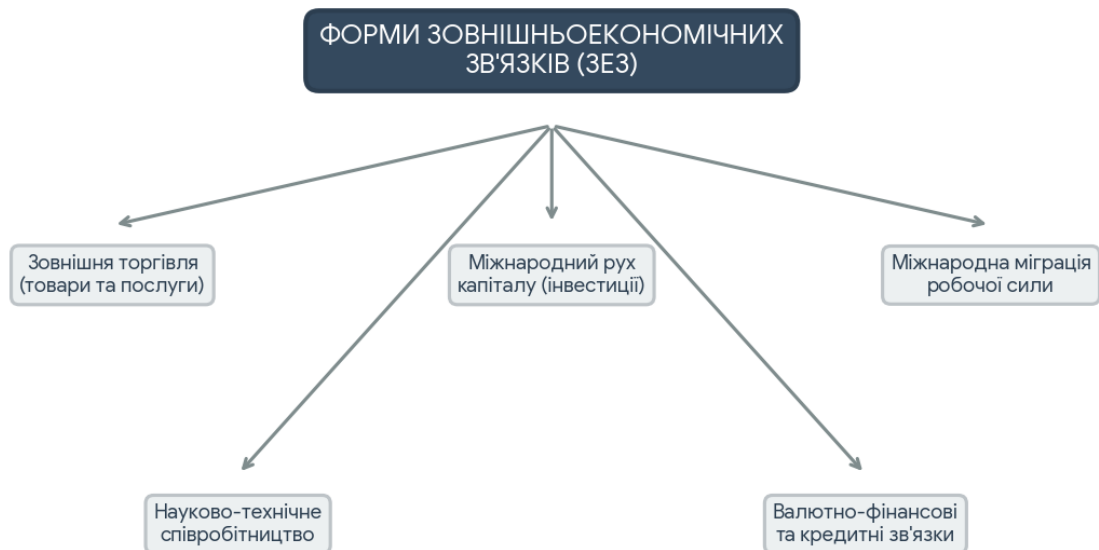 ФОРМИ ЗОВНІШНЬОЕКОНОМІЧНИХ
ЗВ'ЯЗКІВ (ЗЕЗ)
Зовнішня торгівля
(товари та послуги)
Міжнародний рух
капіталу (інвестиції)
Міжнародна міграція
робочої сили
Науково-технічне
співробітництво
Валютно-фінансові
та кредитні зв'язки